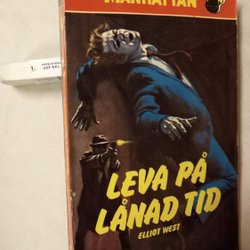 MANHATTAN
LEVA PÅ
LÅNAD TID
ELLIOT WEST